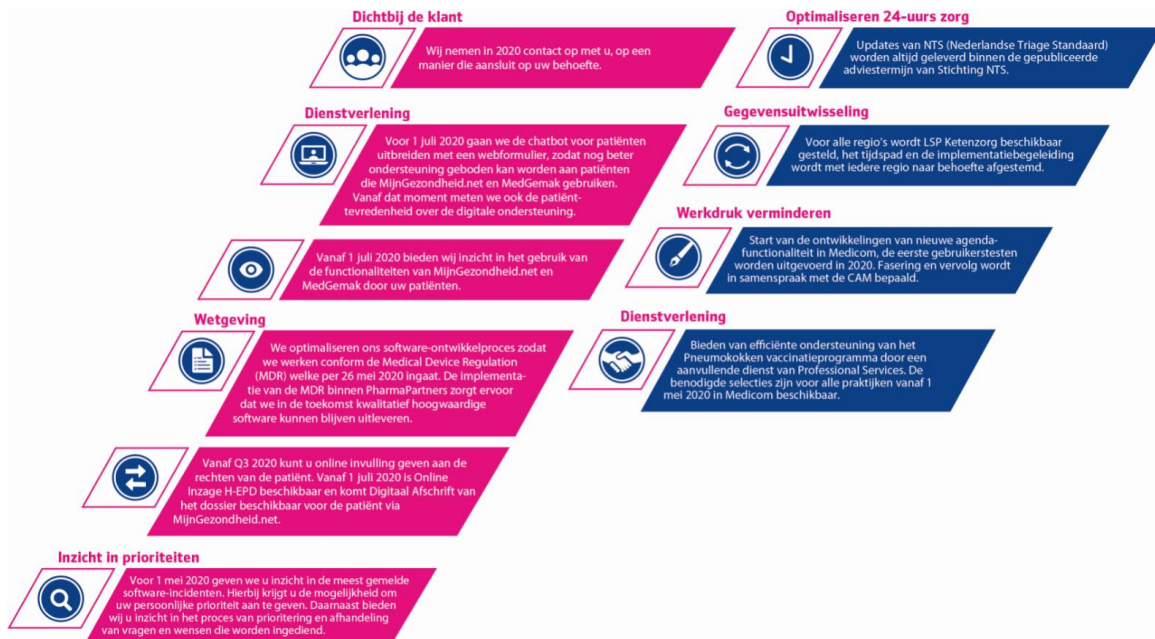 Dichtbij de klant
Wij nemen in 2020 contact op met u, op een
manier die aansluit op uw behoefte.
Dienstverlening
Voor 1 juli 2020 gaan we de chatbot voor patiënten
uitbreiden met een webformulier, zodat nog beter
ondersteuning geboden kan worden aan patiënten
die MijnGezondheid.net en MedGemak gebruiken.
Vanaf dat moment meten we ook de patiënt-
tevredenheid over de digitale ondersteuning.
Vanaf 1 juli 2020 bieden wij inzicht in het gebruik van
de functionaliteiten van MijnGezondheid.net en
MedGemak door uw patiënten.
Wetgeving
We optimaliseren ons software-ontwikkelproces zodat
we werken conform de Medical Device Regulation
(MDR) welke per 26 mei 2020 ingaat. De implementa-
tie van de MDR binnen PharmaPartners zorgt ervoor
dat we in de toekomst kwalitatief hoogwaardige
software kunnen blijven uitleveren.
Vanaf Q3 2020 kunt u online invulling geven aan de
rechten van de patiënt. Vanaf 1 juli 2020 is Online
Inzage H-EPD beschikbaar en komt Digitaal Afschrift van
het dossier beschikbaar voor de patiënt via
MijnGezondheid.net.
Inzicht in prioriteiten
Voor 1 mei 2020 geven we u inzicht in de meest gemelde
software-incidenten. Hierbij krijgt u de mogelijkheid om
uw persoonlijke prioriteit aan te geven. Daarnaast bieden
wij u inzicht in het proces van prioritering en afhandeling
van vragen en wensen die worden ingediend.
Optimaliseren 24-uurs zorg
Updates van NTS (Nederlandse Triage Standaard)
worden altijd geleverd binnen de gepubliceerde
adviestermijn van Stichting NTS.
Gegevensuitwisseling
Voor alle regio's wordt LSP Ketenzorg beschikbaar
gesteld, het tijdspad en de implementatiebegeleiding
wordt met iedere regio naar behoefte afgestemd.
Werkdruk verminderen
Start van de ontwikkelingen van nieuwe agenda-
functionaliteit in Medicom, de eerste gebruikerstesten
worden uitgevoerd in 2020. Fasering en vervolg wordt
in samenspraak met de CAM bepaald.
Dienstverlening
Bieden van efficiënte ondersteuning van het
Pneumokokken vaccinatieprogramma door een
aanvullende dienst van Professional Services. De
benodigde selecties zijn voor alle praktijken vanaf 1
mei 2020 in Medicom beschikbaar.